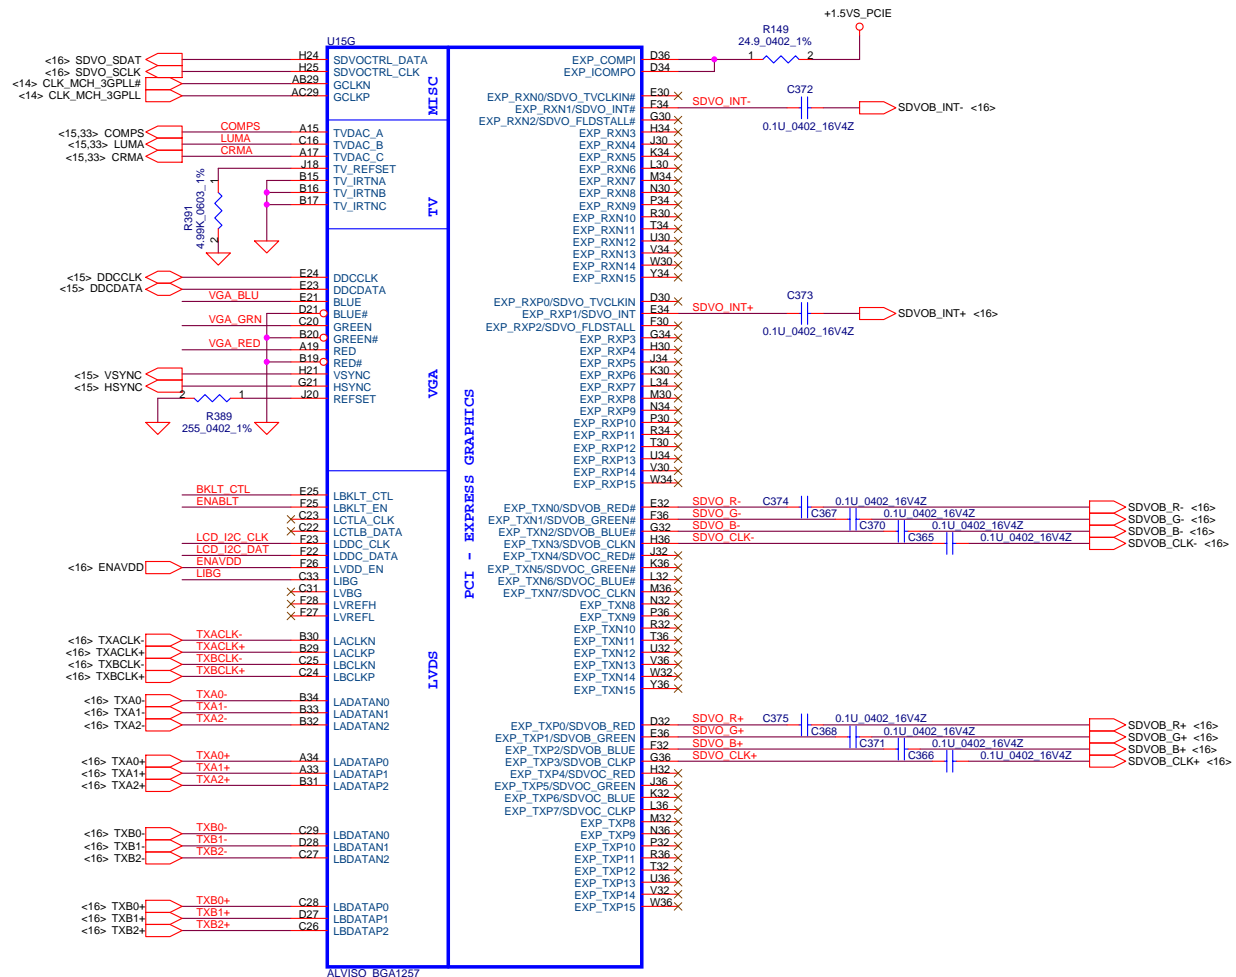 +1.5VS_PCIE
R149
24.9_0402_1%
1 2
U15G
<16> SDVO_SDAT H24 SDVOCTRL_DATA
<16> SDVO_SCLK H25 SDVOCTRL_CLK
<14> CLK_MCH_3GPLL# AB29 GCLKN
<14> CLK_MCH_3GPLL AC29 GCLKP
MISC
<15,33> COMPS COMPS A15 TVDAC_A
<15,33> LUMA LUMA C16 TVDAC_B
<15,33> CRMA CRMA A17 TVDAC_C
J18 TV_REFSET
B15 TV_IRTNA
B16 TV_IRTNB
B17 TV_IRTNC
TV
R391
4.99K_0603_1%
1
2
<15> DDCCLK E24 DDCCLK
<15> DDCDATA E23 DDCDATA
VGA_BLU E21 BLUE
D21 BLUE#
VGA_GRN C20 GREEN
B20 GREEN#
VGA_RED A19 RED
B19 RED#
<15> VSYNC H21 VSYNC
<15> HSYNC G21 HSYNC
2 1 J20 REFSET
R389
255_0402_1%
VGA
BKLT_CTL E25 LBKLT_CTL
ENABLT F25 LBKLT_EN
C23 LCTLA_CLK
C22 LCTLB_DATA
LCD_I2C_CLK F23 LDDC_CLK
LCD_I2C_DAT F22 LDDC_DATA
<16> ENAVDD ENAVDD F26 LVDD_EN
LIBG C33 LIBG
C31 LVBG
F28 LVREFH
F27 LVREFL
<16> TXACLK- TXACLK- B30 LACLKN
<16> TXACLK+ TXACLK+ B29 LACLKP
<16> TXBCLK- TXBCLK- C25 LBCLKN
<16> TXBCLK+ TXBCLK+ C24 LBCLKP
LVDS
<16> TXA0- TXA0- B34 LADATAN0
<16> TXA1- TXA1- B33 LADATAN1
<16> TXA2- TXA2- B32 LADATAN2
<16> TXA0+ TXA0+ A34 LADATAP0
<16> TXA1+ TXA1+ A33 LADATAP1
<16> TXA2+ TXA2+ B31 LADATAP2
<16> TXB0- TXB0- C29 LBDATAN0
<16> TXB1- TXB1- D28 LBDATAN1
<16> TXB2- TXB2- C27 LBDATAN2
<16> TXB0+ TXB0+ C28 LBDATAP0
<16> TXB1+ TXB1+ D27 LBDATAP1
<16> TXB2+ TXB2+ C26 LBDATAP2
ALVISO_BGA1257
PCI - EXPRESS GRAPHICS
EXP_COMPI D36
EXP_ICOMPO D34
EXP_RXN0/SDVO_TVCLKIN# E30
EXP_RXN1/SDVO_INT# F34 SDVO_INT- C372 0.1U_0402_16V4Z SDVOB_INT- <16>
EXP_RXN2/SDVO_FLDSTALL# G30
EXP_RXN3 H34
EXP_RXN4 J30
EXP_RXN5 K34
EXP_RXN6 L30
EXP_RXN7 M34
EXP_RXN8 N30
EXP_RXN9 P34
EXP_RXN10 R30
EXP_RXN11 T34
EXP_RXN12 U30
EXP_RXN13 V34
EXP_RXN14 W30
EXP_RXN15 Y34
EXP_RXP0/SDVO_TVCLKIN D30
EXP_RXP1/SDVO_INT E34 SDVO_INT+ C373 0.1U_0402_16V4Z SDVOB_INT+ <16>
EXP_RXP2/SDVO_FLDSTALL F30
EXP_RXP3 G34
EXP_RXP4 H30
EXP_RXP5 J34
EXP_RXP6 K30
EXP_RXP7 L34
EXP_RXP8 M30
EXP_RXP9 N34
EXP_RXP10 P30
EXP_RXP11 R34
EXP_RXP12 T30
EXP_RXP13 U34
EXP_RXP14 V30
EXP_RXP15 W34
EXP_TXN0/SDVOB_RED# E32 SDVO_R- C374 0.1U_0402_16V4Z SDVOB_R- <16>
EXP_TXN1/SDVOB_GREEN# F36 SDVO_G- C367 0.1U_0402_16V4Z SDVOB_G- <16>
EXP_TXN2/SDVOB_BLUE# G32 SDVO_B- C370 0.1U_0402_16V4Z SDVOB_B- <16>
EXP_TXN3/SDVOB_CLKN H36 SDVO_CLK- C365 0.1U_0402_16V4Z SDVOB_CLK- <16>
EXP_TXN4/SDVOC_RED# J32
EXP_TXN5/SDVOC_GREEN# K36
EXP_TXN6/SDVOC_BLUE# L32
EXP_TXN7/SDVOC_CLKN M36
EXP_TXN8 N32
EXP_TXN9 P36
EXP_TXN10 R32
EXP_TXN11 T36
EXP_TXN12 U32
EXP_TXN13 V36
EXP_TXN14 W32
EXP_TXN15 Y36
EXP_TXP0/SDVOB_RED D32 SDVO_R+ C375 0.1U_0402_16V4Z SDVOB_R+ <16>
EXP_TXP1/SDVOB_GREEN E36 SDVO_G+ C368 0.1U_0402_16V4Z SDVOB_G+ <16>
EXP_TXP2/SDVOB_BLUE F32 SDVO_B+ C371 0.1U_0402_16V4Z SDVOB_B+ <16>
EXP_TXP3/SDVOB_CLKP G36 SDVO_CLK+ C366 0.1U_0402_16V4Z SDVOB_CLK+ <16>
EXP_TXP4/SDVOC_RED H32
EXP_TXP5/SDVOC_GREEN J36
EXP_TXP6/SDVOC_BLUE K32
EXP_TXP7/SDVOC_CLKP L36
EXP_TXP8 M32
EXP_TXP9 N36
EXP_TXP10 P32
EXP_TXP11 R36
EXP_TXP12 T32
EXP_TXP13 U36
EXP_TXP14 V32
EXP_TXP15 W36